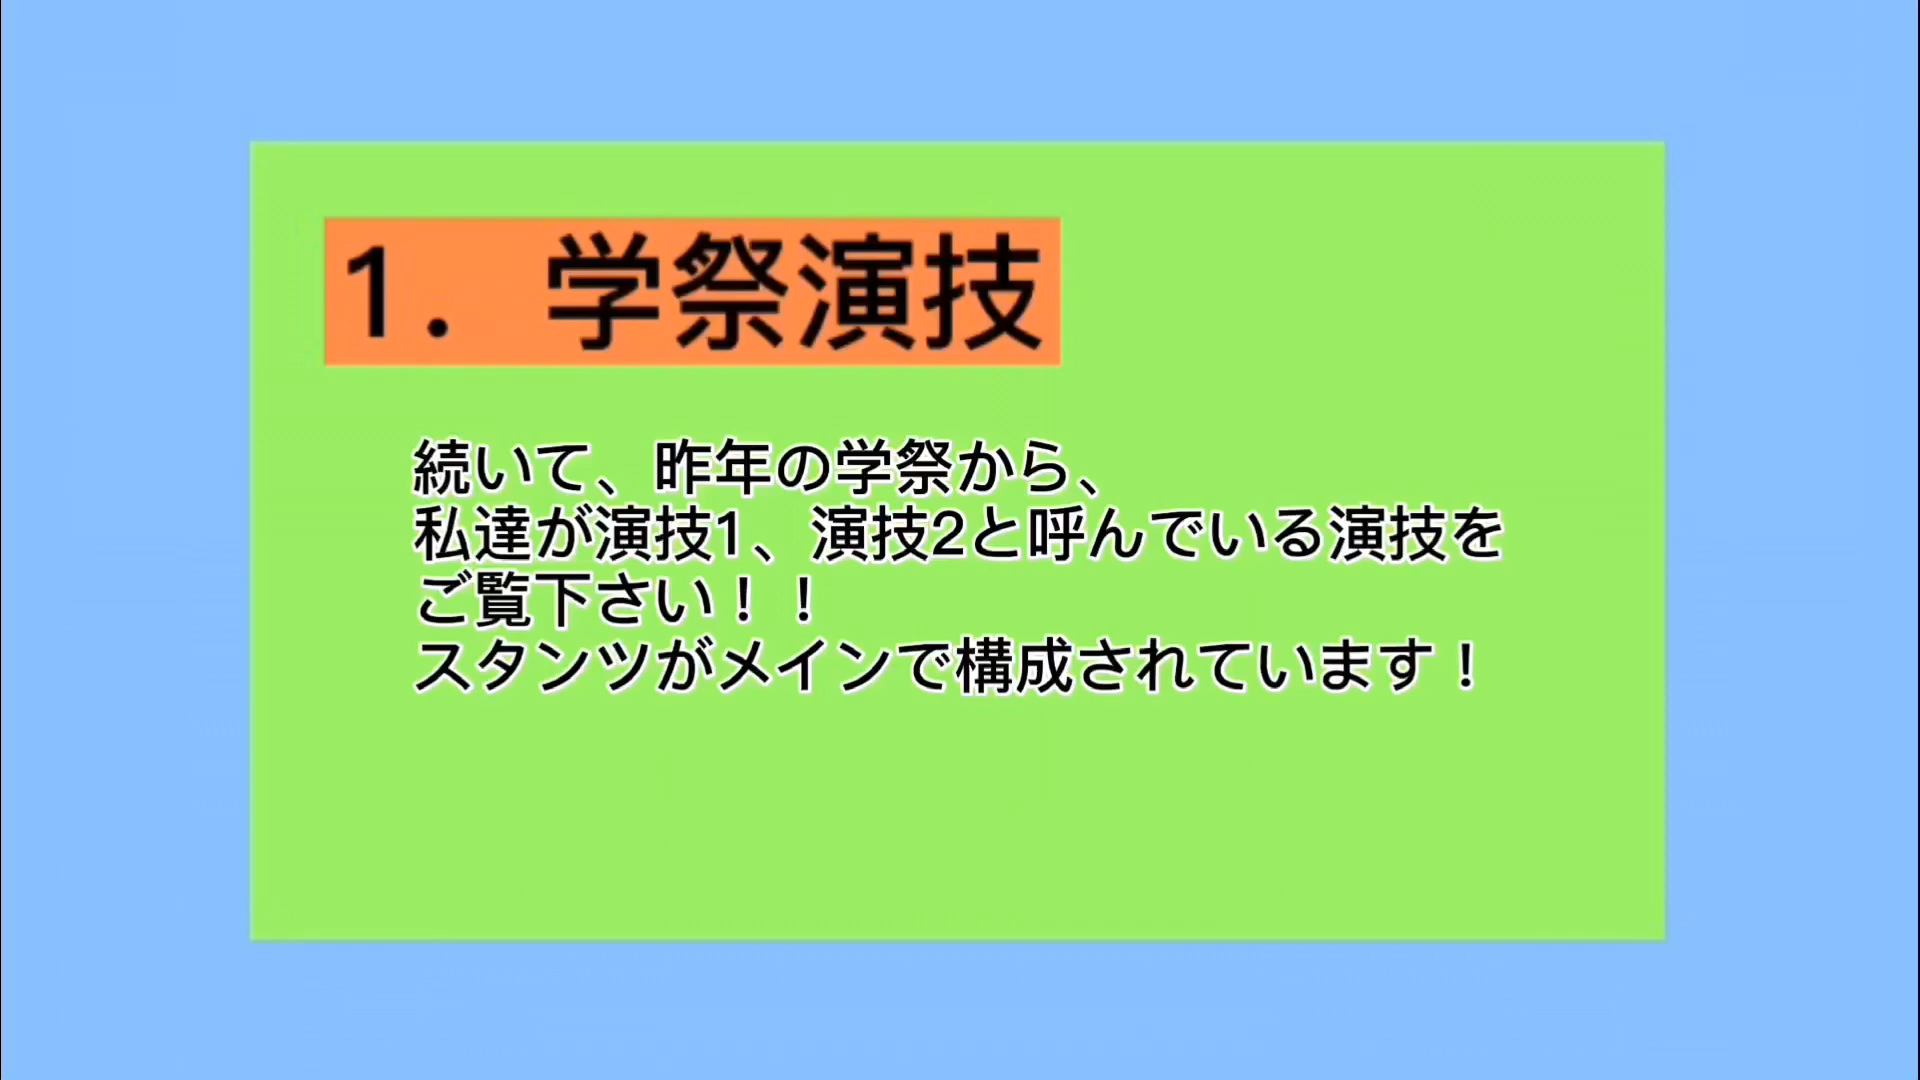 1. 学祭演技
続いて、昨年の学祭から、
私達が演技1、演技2と呼んでいる演技を
ご覧下さい！！
スタンツがメインで構成されています！